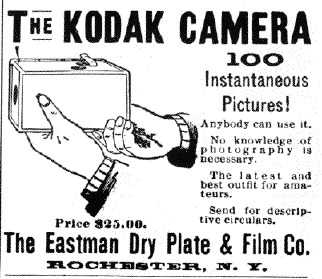 THE KODAK CAMERA
100
Instantaneous
Pictures!
Anybody can use it.
No knowledge of
photography is
necessary.
The latest and
best outfit for ama-
teurs.
Send for descrip-
tive circulars.
Price $25.00.
The Eastman Dry Plate & Film Co.
ROCHESTER, N. Y.